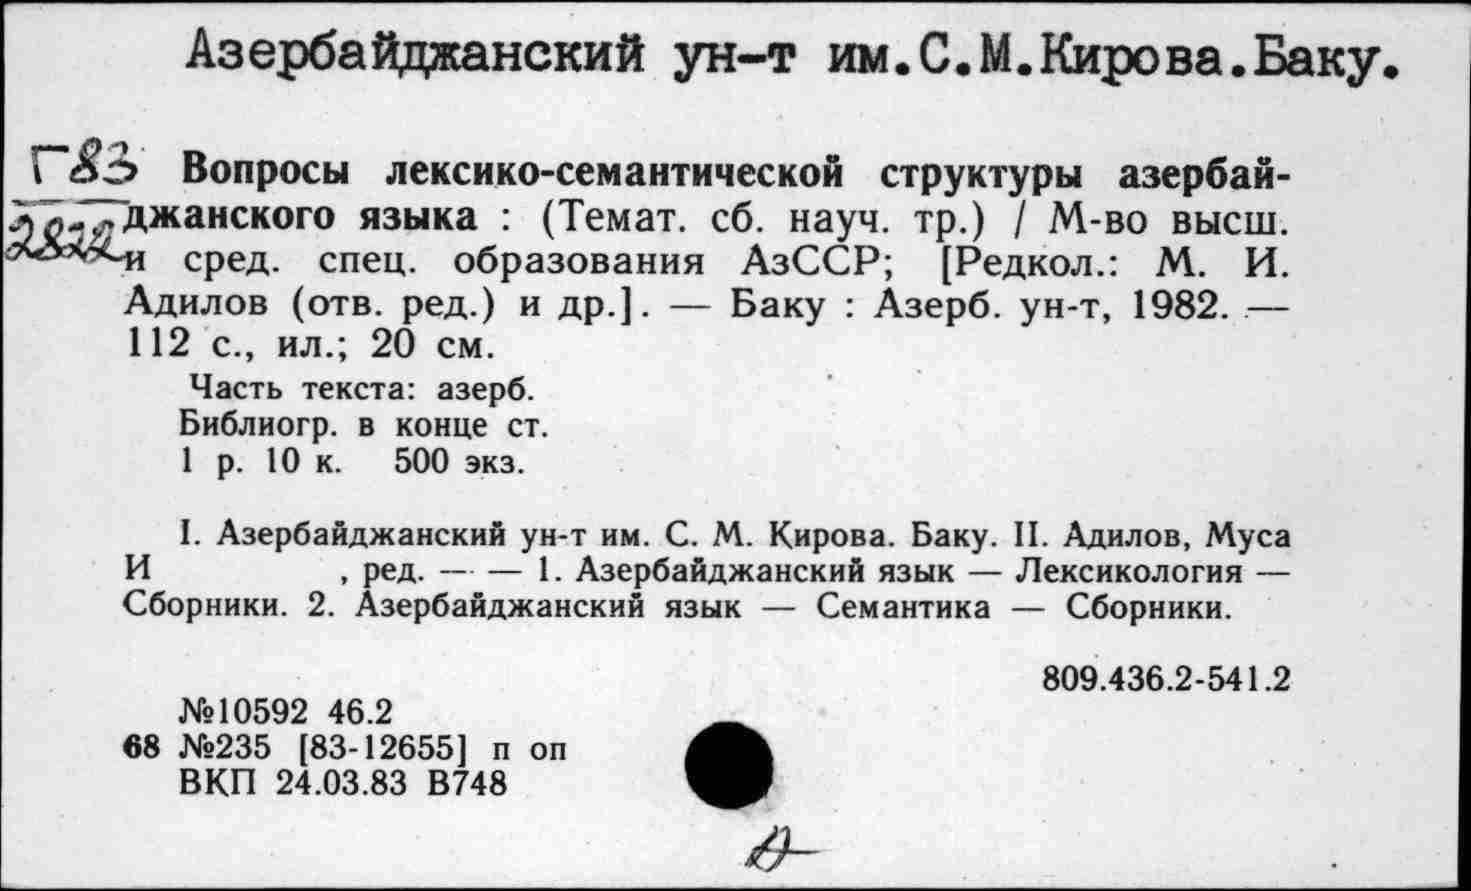 Азербайджанский ун-т им.С.М.Кирова.Баку.
Г83 Вопросы лексико-семантической структуры азербай-
джанского языка : (Темат. сб. науч. тр.) / М-во высш.
и сред. спец. образования АзССР; [Редкол.: М. И.
Адилов (отв. ред.) и др.]. — Баку : Азерб. ун-т, 1982. —
112 с., ил.; 20 см.
Часть текста: азерб.
Библиогр. в конце ст.
1 р. 10 к. 500 экз.
I. Азербайджанский ун-т им. С. М. Кирова. Баку. II. Адилов, Муса
И , ред. — — 1. Азербайджанский язык — Лексикология —
Сборники. 2. Азербайджанский язык — Семантика — Сборники.
809.436.2-541.2
№10592 46.2
68 №235 [83-12655] п оп
ВКП 24.03.83 В748